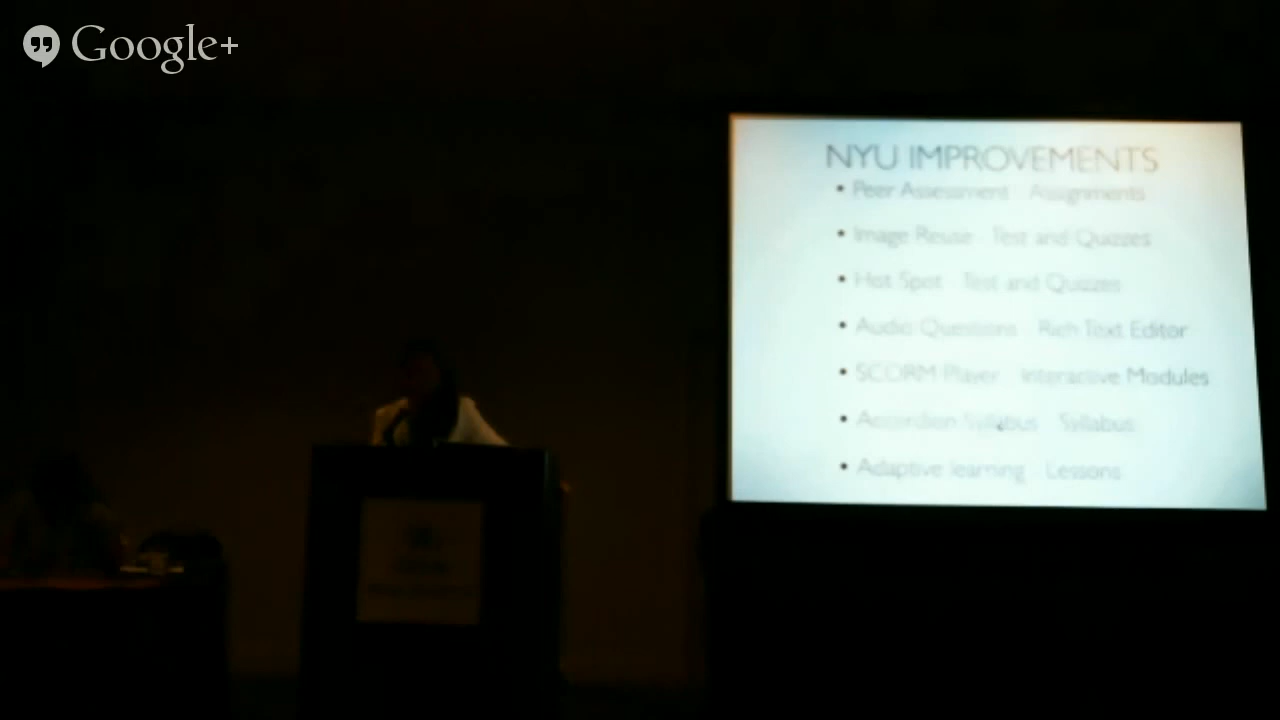 Google+
NYU IMPROVEMENTS
• Peer Assessment Assignments
• Image Reuse Test and Quizzes
• Hot Spot Test and Quizzes
• Audio Questions Rich Text Editor
• SCORM Player Interactive Modules
• Accordion Syllabus Syllabus
• Adaptive learning Lessons